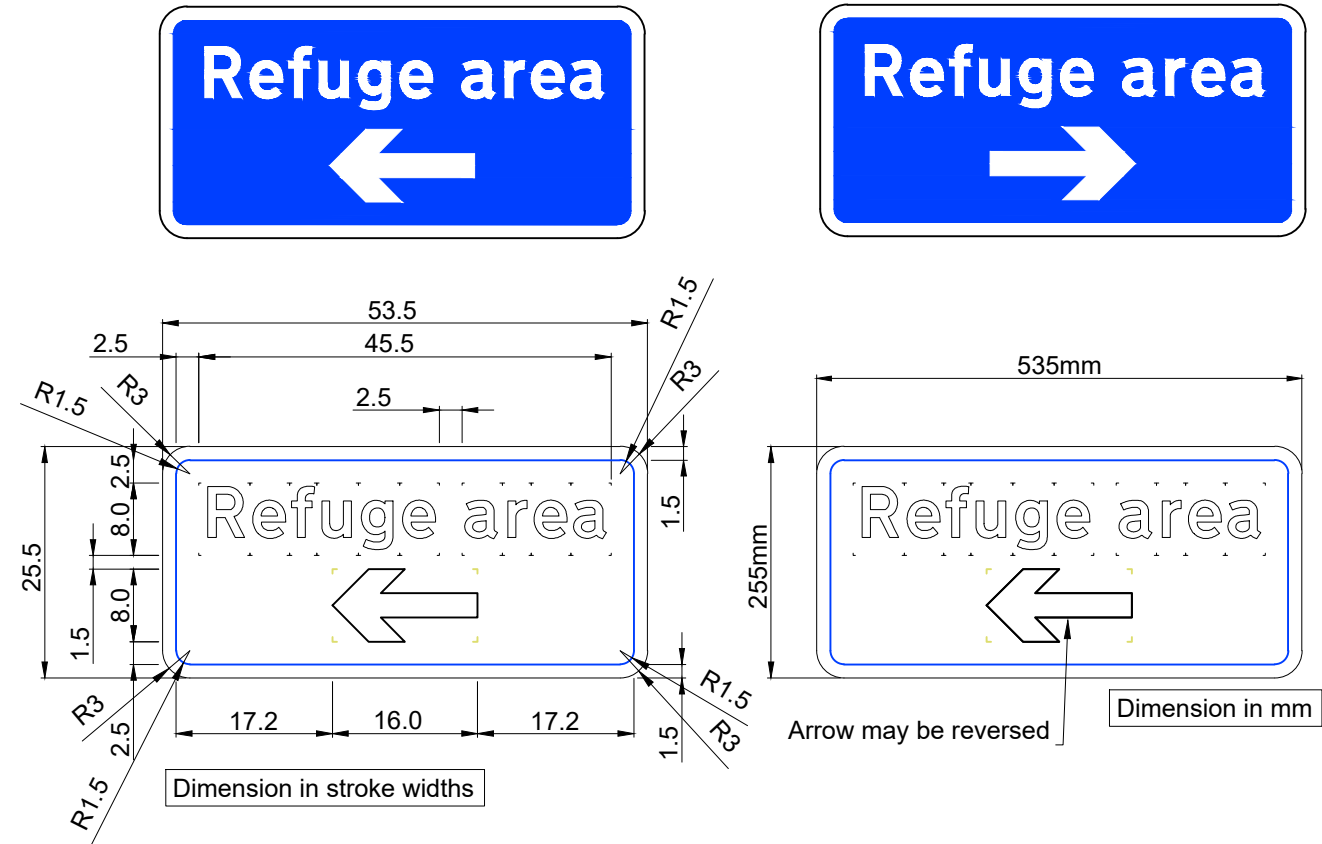 Refuge area
Refuge area
53.5
2.5
45.5
2.5
R1.5
R3
R3
R1.5
535mm
2.5
8.0
1.5
8.0
2.5
25.5
1.5
1.5
Refuge area
Refuge area
255mm
R3
R1.5
17.2
16.0
17.2
R1.5
R3
Arrow may be reversed
Dimension in mm
Dimension in stroke widths